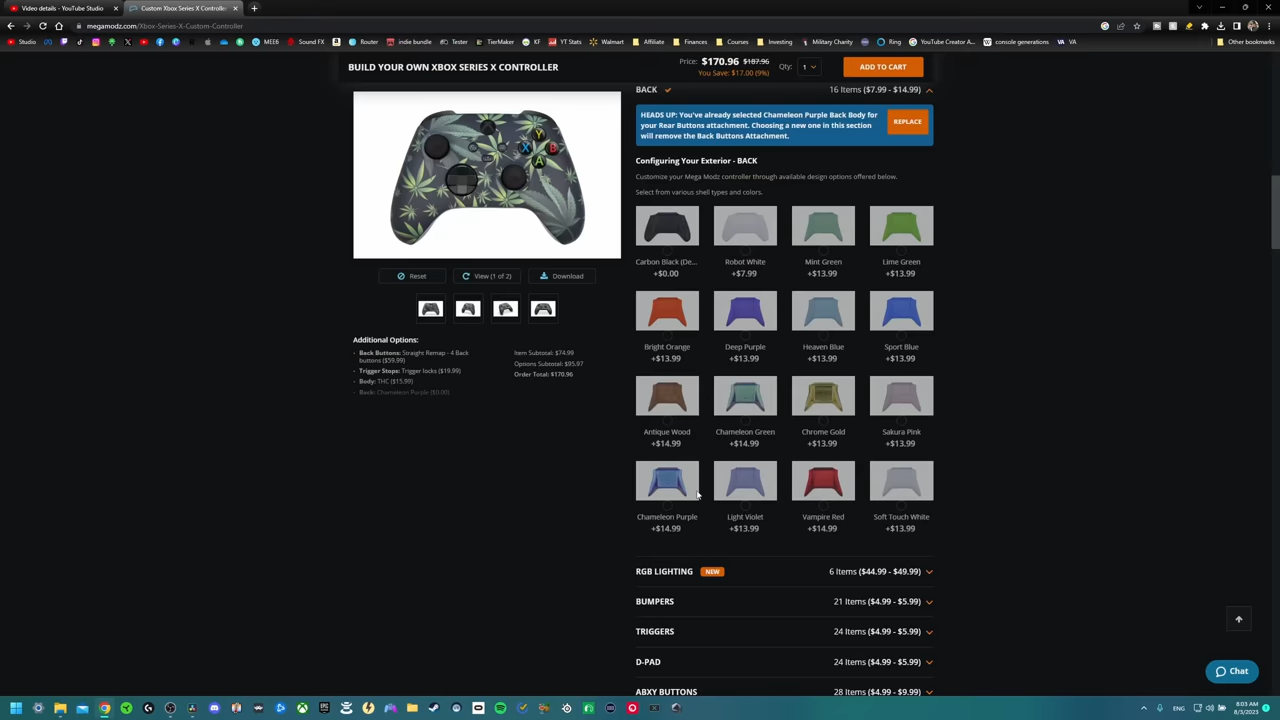 Video details - YouTube Studio
Custom Xbox Series X Controlle
megamodz.com/Xbox-Series-X-Custom-Controller
Studio
indie bundle
MEE6
Sound FX
Router
Tester
TierMaker
KF
YT Stats
Walmart
Affiliate
Finances
Courses
Investing
Military Charity
Ring
YouTube Creator A...
console generations
VA
Other bookmarks
BUILD YOUR OWN XBOX SERIES X CONTROLLER
Price: $170.96 $187.96
You Save: $17.00 (9%)
Qty: 1
ADD TO CART
BACK
16 Items ($7.99 - $14.99)
HEADS UP: You've already selected Chameleon Purple Back Body for
your Rear Buttons attachment. Choosing a new one in this section
will remove the Back Buttons Attachment.
REPLACE
Configuring Your Exterior - BACK
Customize your Mega Modz controller through available design options offered below.
Select from various shell types and colors.
Carbon Black (De... Robot White Mint Green Lime Green
+$0.00 +$7.99 +$13.99 +$13.99
Bright Orange Deep Purple Heaven Blue Sport Blue
+$13.99 +$13.99 +$13.99 +$13.99
Antique Wood Chameleon Green Chrome Gold Sakura Pink
+$14.99 +$14.99 +$13.99 +$13.99
Chameleon Purple Light Violet Vampire Red Soft Touch White
+$14.99 +$13.99 +$14.99 +$13.99
Y
X B
A
Reset View (1 of 2) Download
Additional Options:
Back Buttons: Straight Remap - 4 Back
buttons ($59.99)
Trigger Stops: Trigger locks ($19.99)
Body: THC ($15.99)
Back: Chameleon Purple ($0.00)
Item Subtotal: $74.99
Options Subtotal: $95.97
Order Total: $170.96
RGB LIGHTING NEW 6 Items ($44.99 - $49.99)
BUMPERS 21 Items ($4.99 - $5.99)
TRIGGERS 24 Items ($4.99 - $5.99)
D-PAD 24 Items ($4.99 - $5.99)
ABXY BUTTONS 28 Items ($4.99 - $9.99)
Chat
8:03 AM
8/3/2023